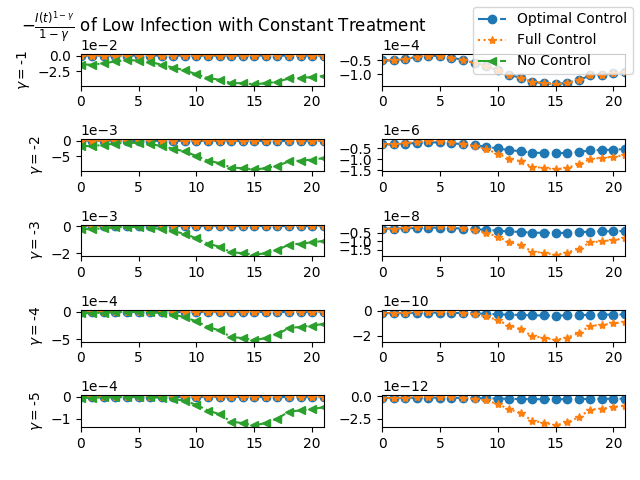 −I(t)^{1−γ}/(1−γ) of Low Infection with Constant Treatment
Optimal Control
Full Control
No Control
γ = -1
1e−2
0.0
−2.5
0 5 10 15 20
1e−4
−0.5
−1.0
0 5 10 15 20
γ = -2
1e−3
0
−5
0 5 10 15 20
1e−6
−0.5
−1.0
−1.5
0 5 10 15 20
γ = -3
1e−3
0
−2
0 5 10 15 20
1e−8
−0.5
−1.0
−1.5
0 5 10 15 20
γ = -4
1e−4
0
−5
0 5 10 15 20
1e−10
0
−2
0 5 10 15 20
γ = -5
1e−4
0
−1
0 5 10 15 20
1e−12
0.0
−2.5
0 5 10 15 20